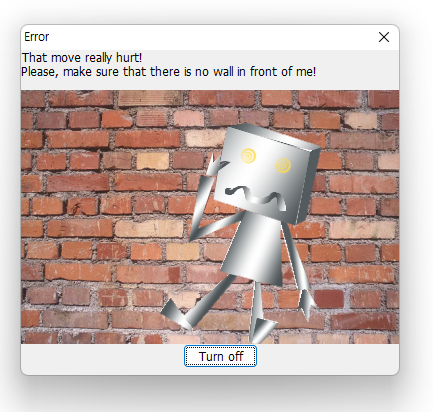 Error
That move really hurt!
Please, make sure that there is no wall in front of me!
Turn off